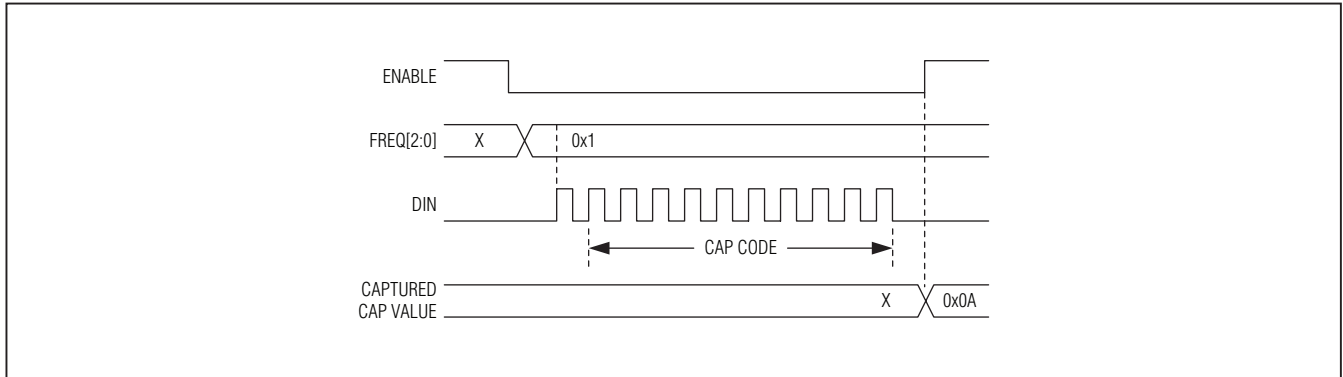 ENABLE
FREQ[2:0] X 0x1
DIN
CAP CODE
CAPTURED
CAP VALUE X 0x0A